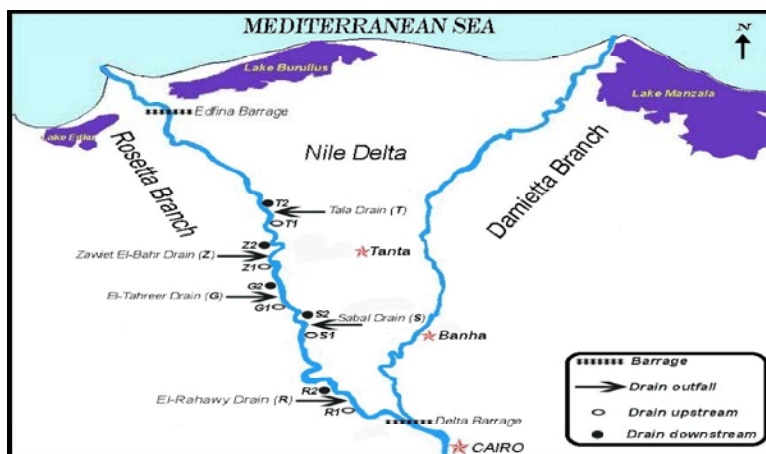 MEDITERRANEAN SEA
N
Lake Burullus
Lake Manzala
Edfina Barrage
Lake Edku
Rosetta Branch
Nile Delta
Damietta Branch
T2
Tala Drain (T)
T1
Z2
Zawiet El-Bahr Drain (Z)
Tanta
Z1
G2
El-Tahreer Drain (G)
G1
S2
Sabal Drain (S)
S1
Banha
Barrage
Drain outfall
R2
El-Rahawy Drain (R)
R1
Drain upstream
Delta Barrage
Drain downstream
CAIRO